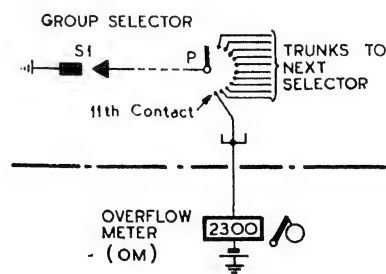 GROUP SELECTOR
S1
P
TRUNKS TO
NEXT
SELECTOR
11th Contact
OVERFLOW
METER
- (OM)
2300